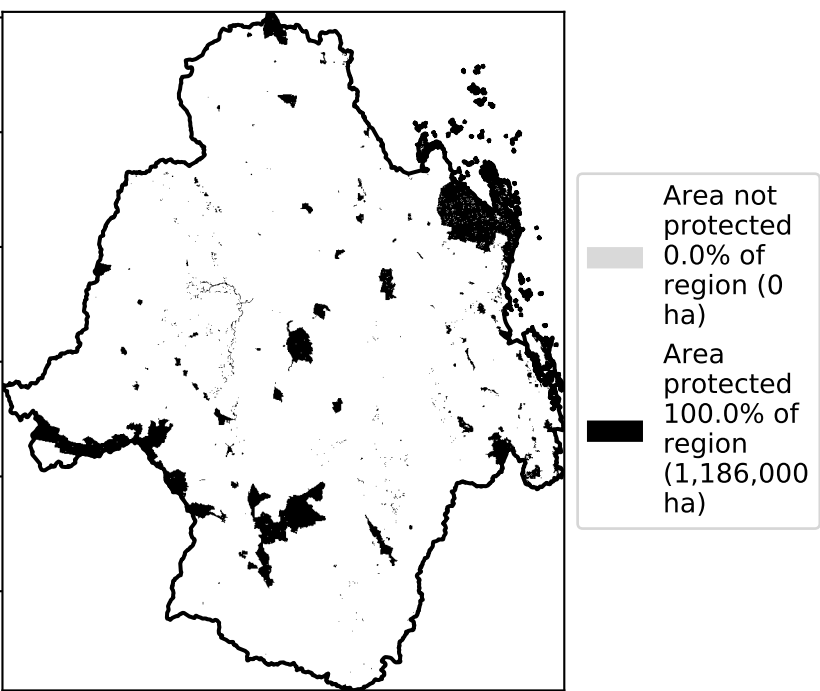 Area not
protected
0.0% of
region (0
ha)
Area
protected
100.0% of
region
(1,186,000
ha)